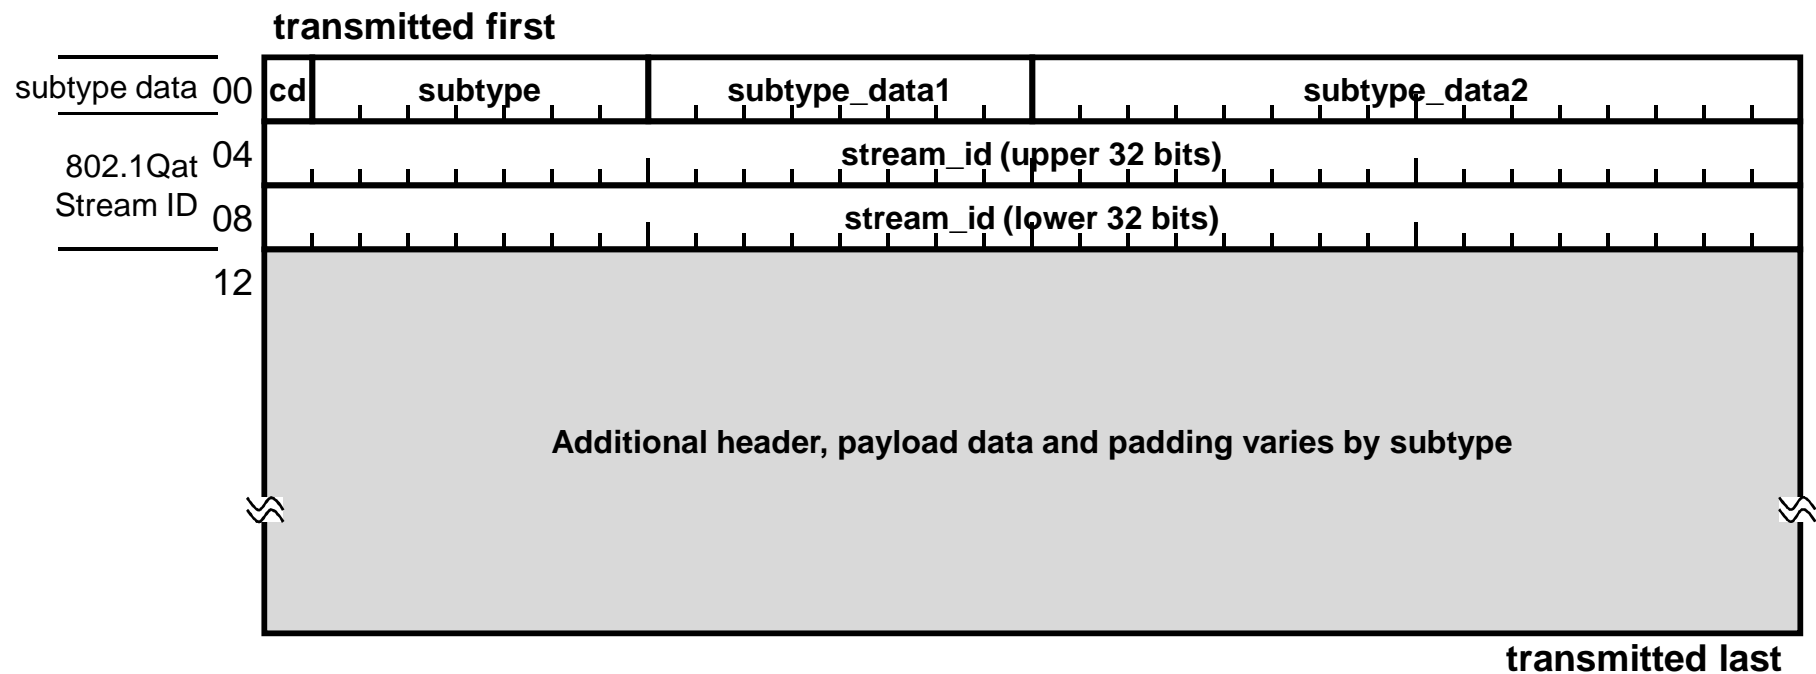 transmitted first
subtype data 00 cd subtype subtype_data1 subtype_data2
802.1Qat
Stream ID
04 stream_id (upper 32 bits)
08 stream_id (lower 32 bits)
12
Additional header, payload data and padding varies by subtype
transmitted last